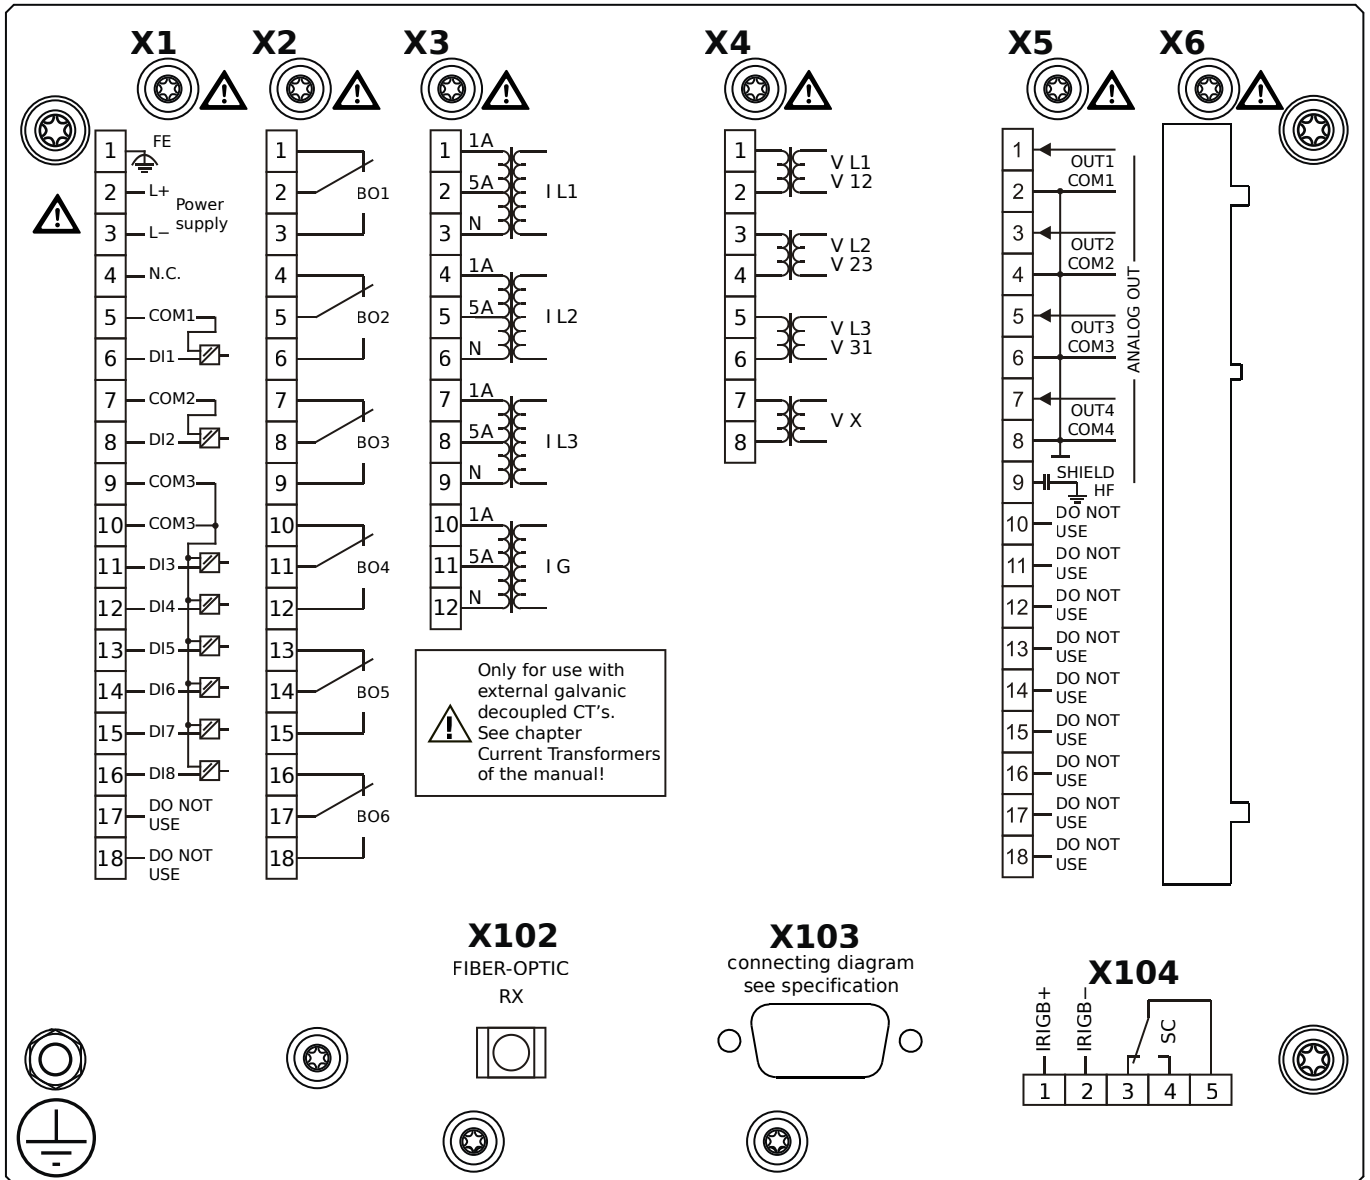 X1
X2
X3
X4
X5
X6
1 FE
2 L+
Power
supply
3 L−
4 N.C.
5 COM1
6 DI1
7 COM2
8 DI2
9 COM3
10 COM3
11 DI3
12 DI4
13 DI5
14 DI6
15 DI7
16 DI8
17 DO NOT
USE
18 DO NOT
USE
1
2 BO1
3
4
5 BO2
6
7
8 BO3
9
10
11 BO4
12
13
14 BO5
15
16
17 BO6
18
1 1A
2 5A I L1
3 N
4 1A
5 5A I L2
6 N
7 1A
8 5A I L3
9 N
10 1A
11 5A I G
12 N
Only for use with
external galvanic
decoupled CT's.
See chapter
Current Transformers
of the manual!
1 V L1
2 V 12
3 V L2
4 V 23
5 V L3
6 V 31
7 V X
8
1 OUT1
2 COM1
3 OUT2
4 COM2
5 OUT3
6 COM3
7 OUT4
8 COM4
ANALOG OUT
9 SHIELD
HF
10 DO NOT
USE
11 DO NOT
USE
12 DO NOT
USE
13 DO NOT
USE
14 DO NOT
USE
15 DO NOT
USE
16 DO NOT
USE
17 DO NOT
USE
18 DO NOT
USE
X102
FIBER-OPTIC
RX
X103
connecting diagram
see specification
X104
IRIGB+
IRIGB−
SC
1 2 3 4 5